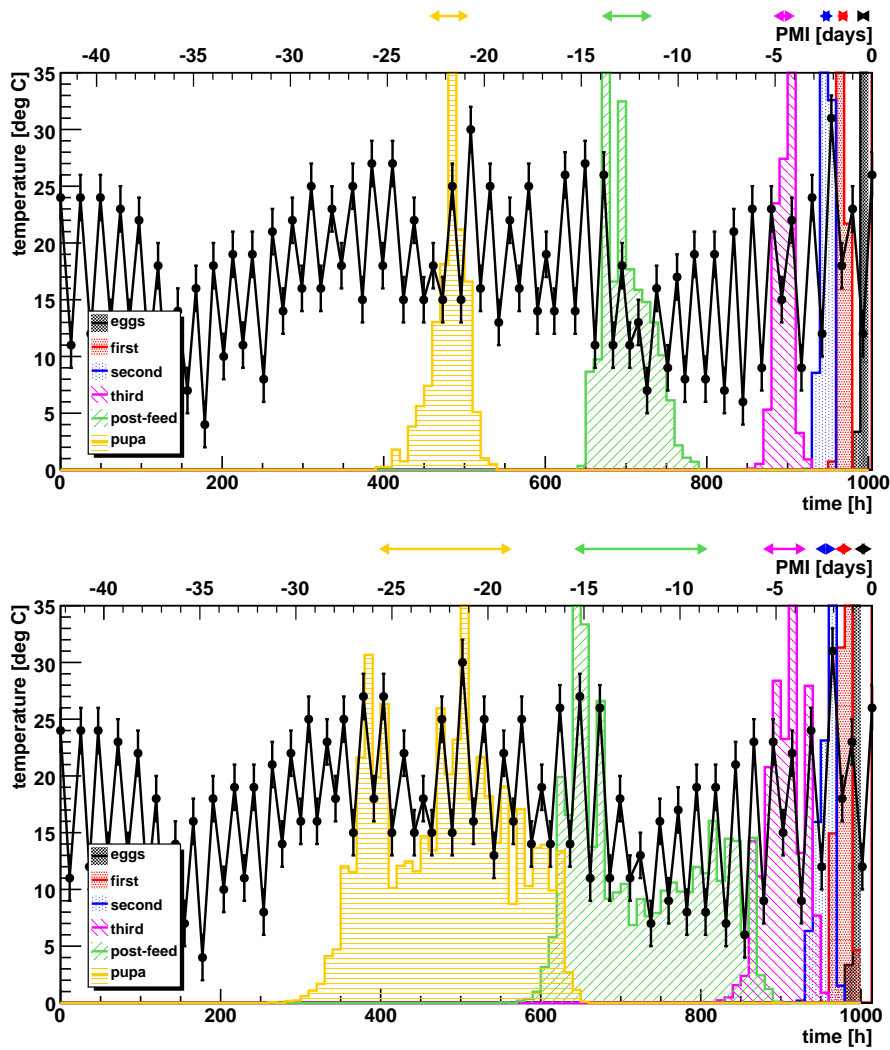 PMI [days]
-40 -35 -30 -25 -20 -15 -10 -5 0
temperature [deg C]
35
30
25
20
15
10
5
0
eggs
first
second
third
post-feed
pupa
0 200 400 600 800 1000
time [h]
PMI [days]
-40 -35 -30 -25 -20 -15 -10 -5 0
temperature [deg C]
35
30
25
20
15
10
5
0
eggs
first
second
third
post-feed
pupa
0 200 400 600 800 1000
time [h]